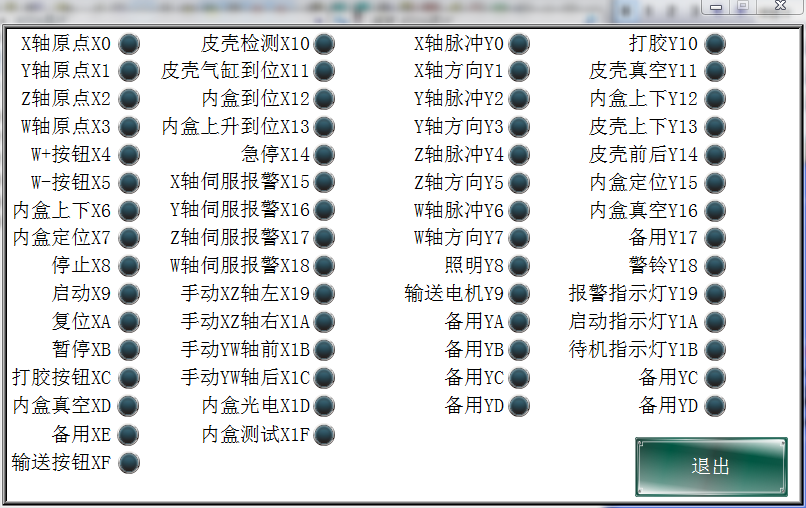 X轴原点X0
Y轴原点X1
Z轴原点X2
W轴原点X3
W+按钮X4
W-按钮X5
内盒上下X6
内盒定位X7
停止X8
启动X9
复位XA
暂停XB
打胶按钮XC
内盒真空XD
备用XE
输送按钮XF
皮壳检测X10
皮壳气缸到位X11
内盒到位X12
内盒上升到位X13
急停X14
X轴伺服报警X15
Y轴伺服报警X16
Z轴伺服报警X17
W轴伺服报警X18
手动XZ轴左X19
手动XZ轴右X1A
手动YW轴前X1B
手动YW轴后X1C
内盒光电X1D
内盒测试X1F
X轴脉冲Y0
X轴方向Y1
Y轴脉冲Y2
Y轴方向Y3
Z轴脉冲Y4
Z轴方向Y5
W轴脉冲Y6
W轴方向Y7
照明Y8
输送电机Y9
备用YA
备用YB
备用YC
备用YD
打胶Y10
皮壳真空Y11
内盒上下Y12
皮壳上下Y13
皮壳前后Y14
内盒定位Y15
内盒真空Y16
备用Y17
警铃Y18
报警指示灯Y19
启动指示灯Y1A
待机指示灯Y1B
备用YC
备用YD
退出